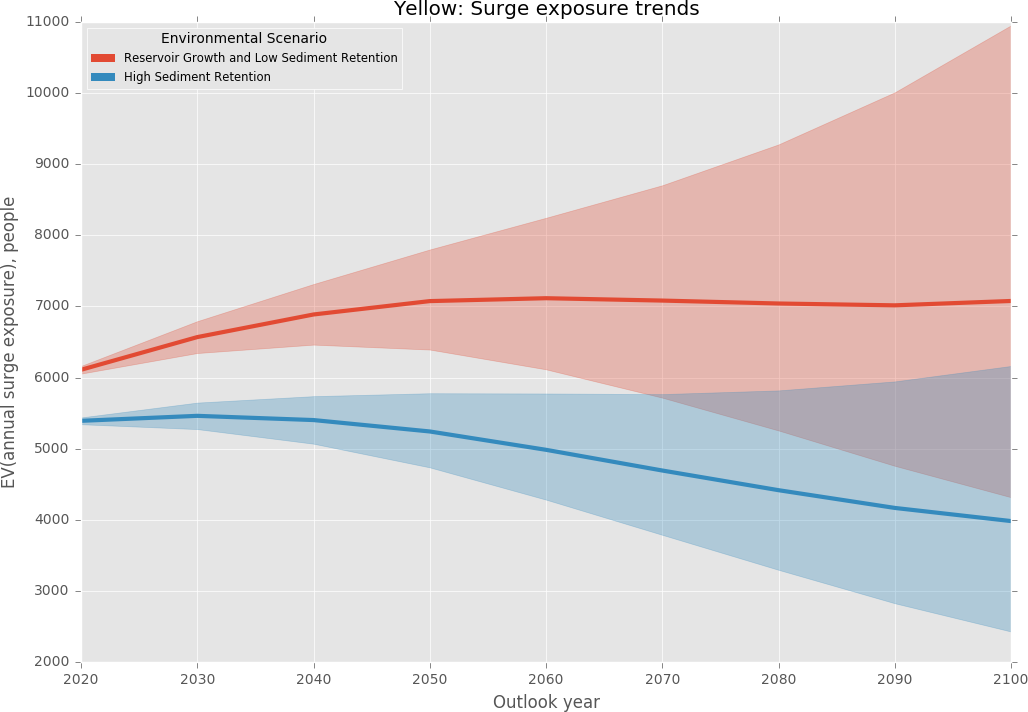 Yellow: Surge exposure trends
Environmental Scenario
Reservoir Growth and Low Sediment Retention
High Sediment Retention
EV(annual surge exposure), people
11000
10000
9000
8000
7000
6000
5000
4000
3000
2000
2020 2030 2040 2050 2060 2070 2080 2090 2100
Outlook year